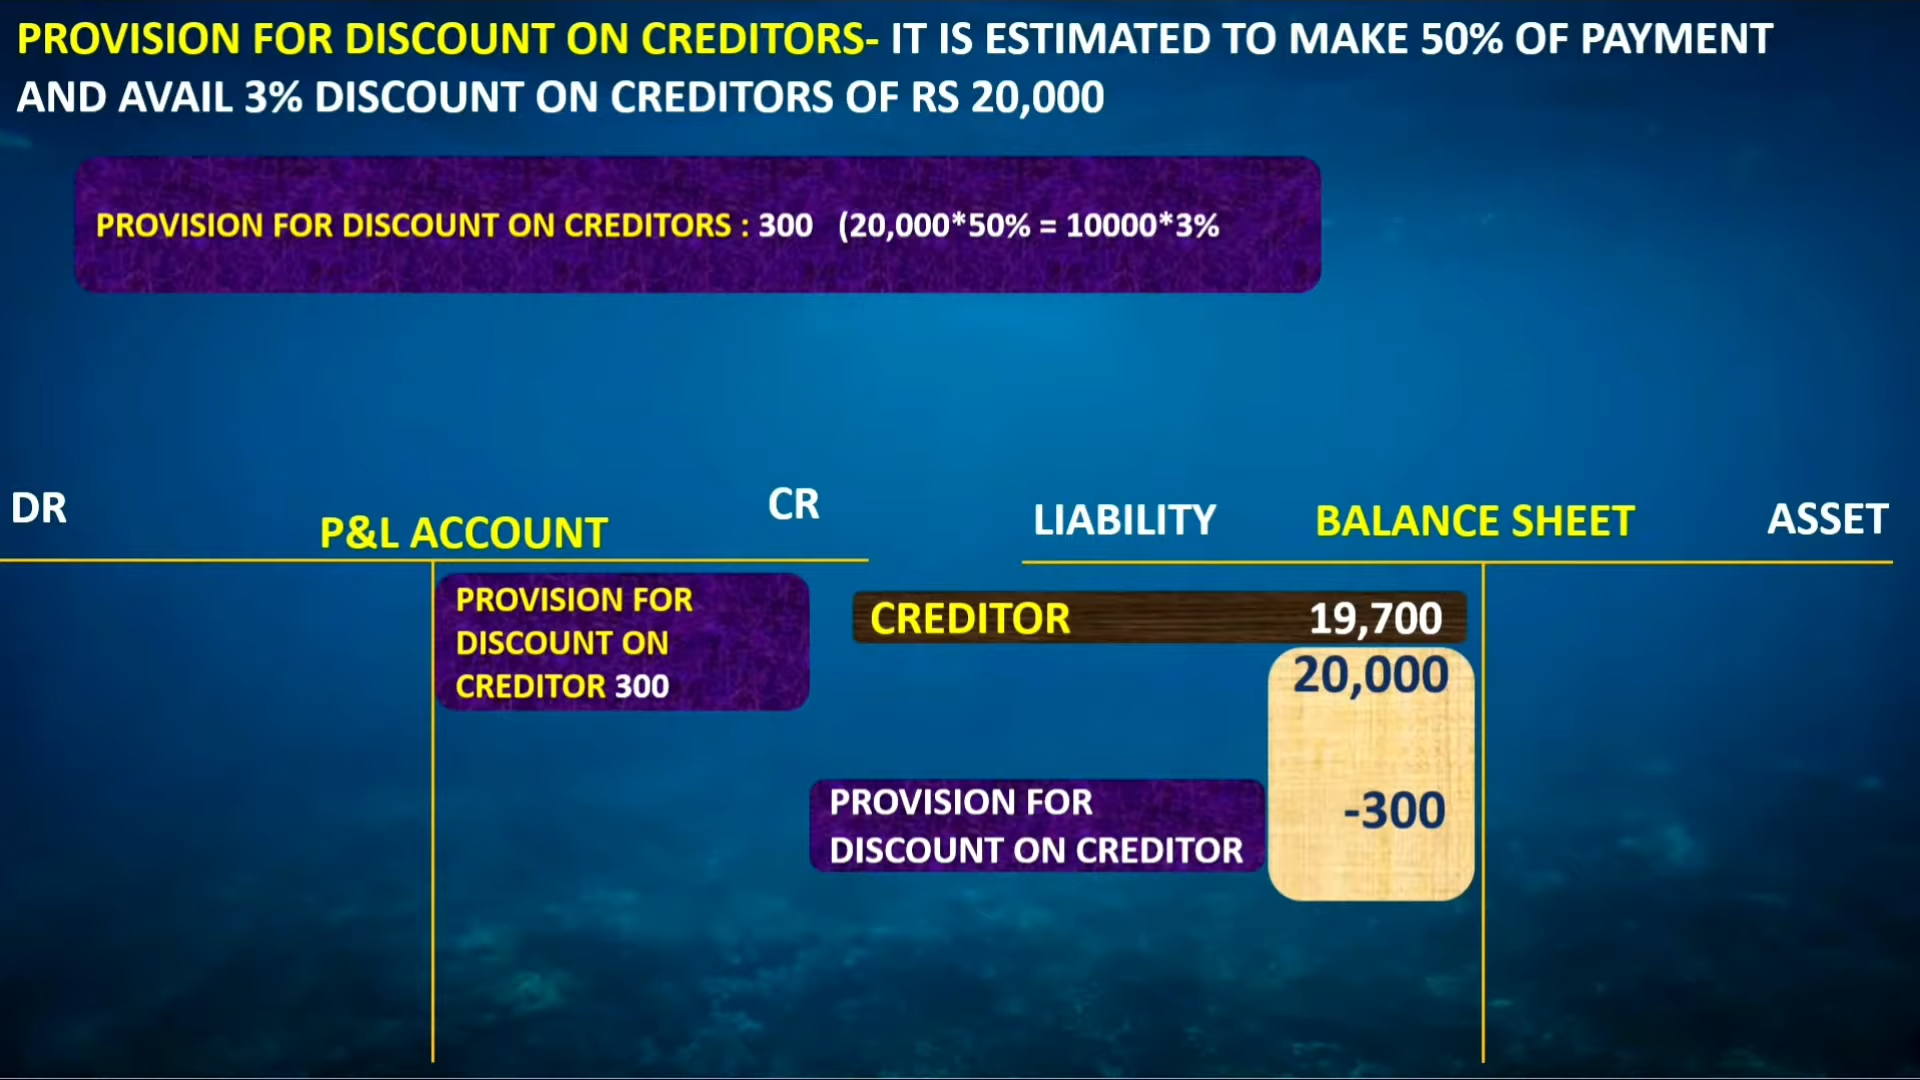 PROVISION FOR DISCOUNT ON CREDITORS- IT IS ESTIMATED TO MAKE 50% OF PAYMENT
AND AVAIL 3% DISCOUNT ON CREDITORS OF RS 20,000
PROVISION FOR DISCOUNT ON CREDITORS : 300 (20,000*50% = 10000*3%
DR
P&L ACCOUNT
CR
PROVISION FOR
DISCOUNT ON
CREDITOR 300
LIABILITY
BALANCE SHEET
ASSET
CREDITOR 19,700
20,000
PROVISION FOR
DISCOUNT ON CREDITOR
-300